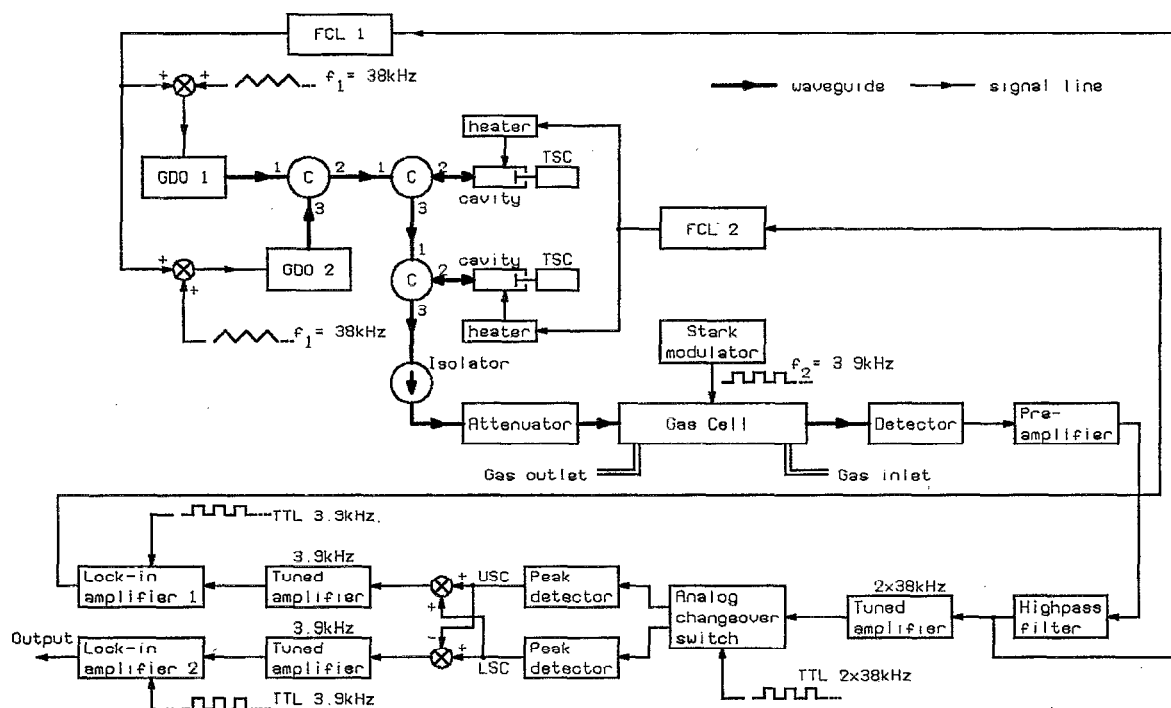 FCL 1
+ + f1 = 38kHz
waveguide signal line
heater
TSC
GDO 1 1 C 2 1 C 2
cavity
3 3
FCL 2
1
cavity
TSC
+ GDO 2 C 2
+
3
f1 = 38kHz
heater
Stark
modulator
Isolator
f2 = 3 9kHz
Attenuator Gas Cell Detector Pre-
amplifier
Gas outlet Gas inlet
TTL 3.9kHz.
3.9kHz
Lock-in
amplifier 1
Tuned
amplifier
+ USC
+
Peak
detector
Analog
changeover
switch
2x38kHz
Tuned
amplifier
Highpass
filter
Output
3.9kHz
Lock-in
amplifier 2
Tuned
amplifier
-
+ LSC
Peak
detector
TTL 3.9kHz
TTL 2x38kHz